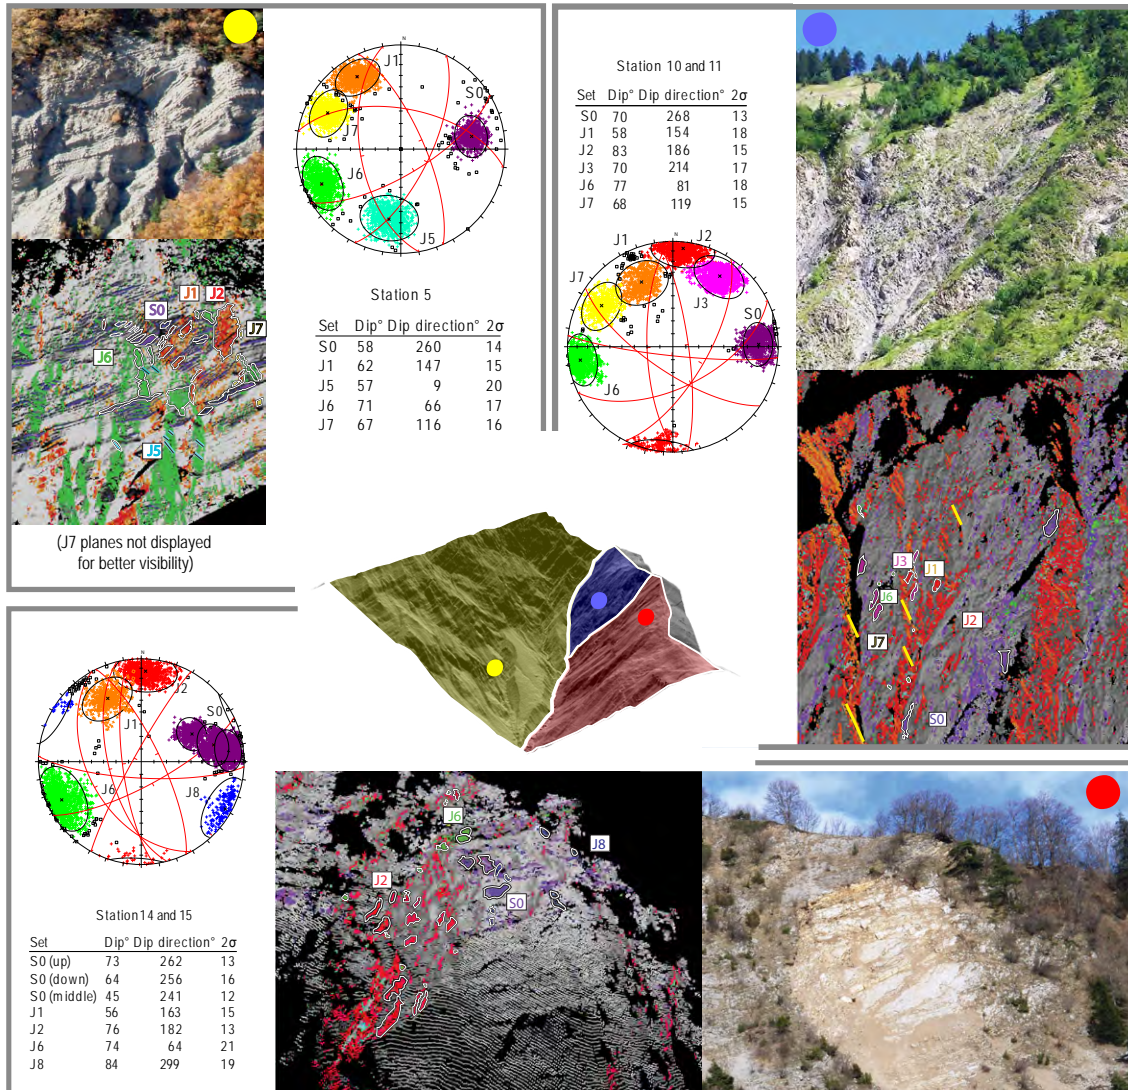 N
J1
S0
J7
J6
J5
Station 5
Set Dip° Dip direction° 2σ
S0 58 260 14
J1 62 147 15
J5 57 9 20
J6 71 66 17
J7 67 116 16
S0
J1
J2
J7
J6
J5
(J7 planes not displayed
for better visibility)
Station 10 and 11
Set Dip° Dip direction° 2σ
S0 70 268 13
J1 58 154 18
J2 83 186 15
J3 70 214 17
J6 77 81 18
J7 68 119 15
N
J1
J2
J7
J3
S0
J6
J3
J1
J6
J2
J7
S0
N
J2
S0
J1
J6
J8
Station 14 and 15
Set Dip° Dip direction° 2σ
S0 (up) 73 262 13
S0 (down) 64 256 16
S0 (middle) 45 241 12
J1 56 163 15
J2 76 182 13
J6 74 64 21
J8 84 299 19
J6
J8
J2
S0